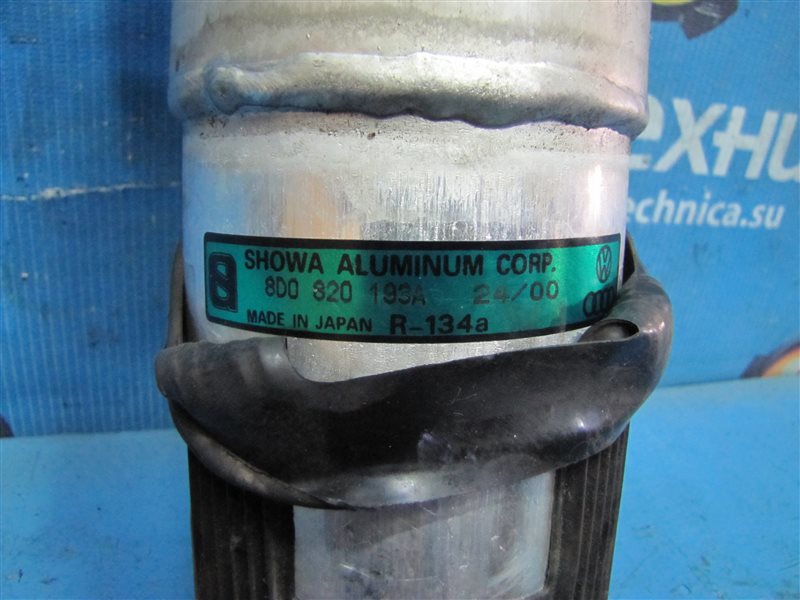 SHOWA ALUMINUM CORP.
8D0 820 193A 24/00
MADE IN JAPAN R-134a
echnica.su